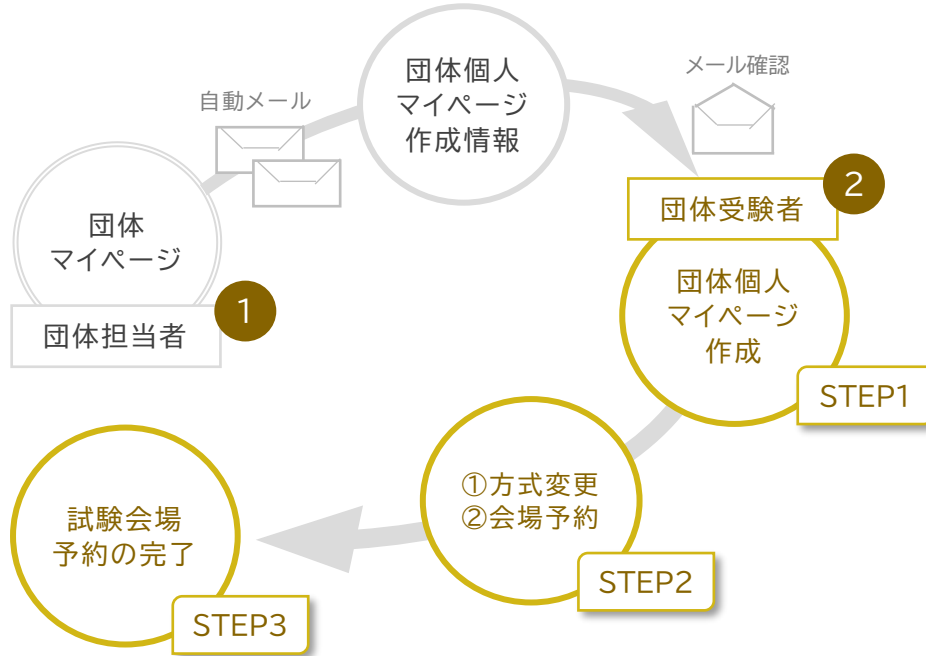 団体個人
マイページ
作成情報
メール確認
自動メール
団体
マイページ
団体担当者
1
団体受験者
2
団体個人
マイページ
作成
STEP1
①方式変更
②会場予約
STEP2
試験会場
予約の完了
STEP3